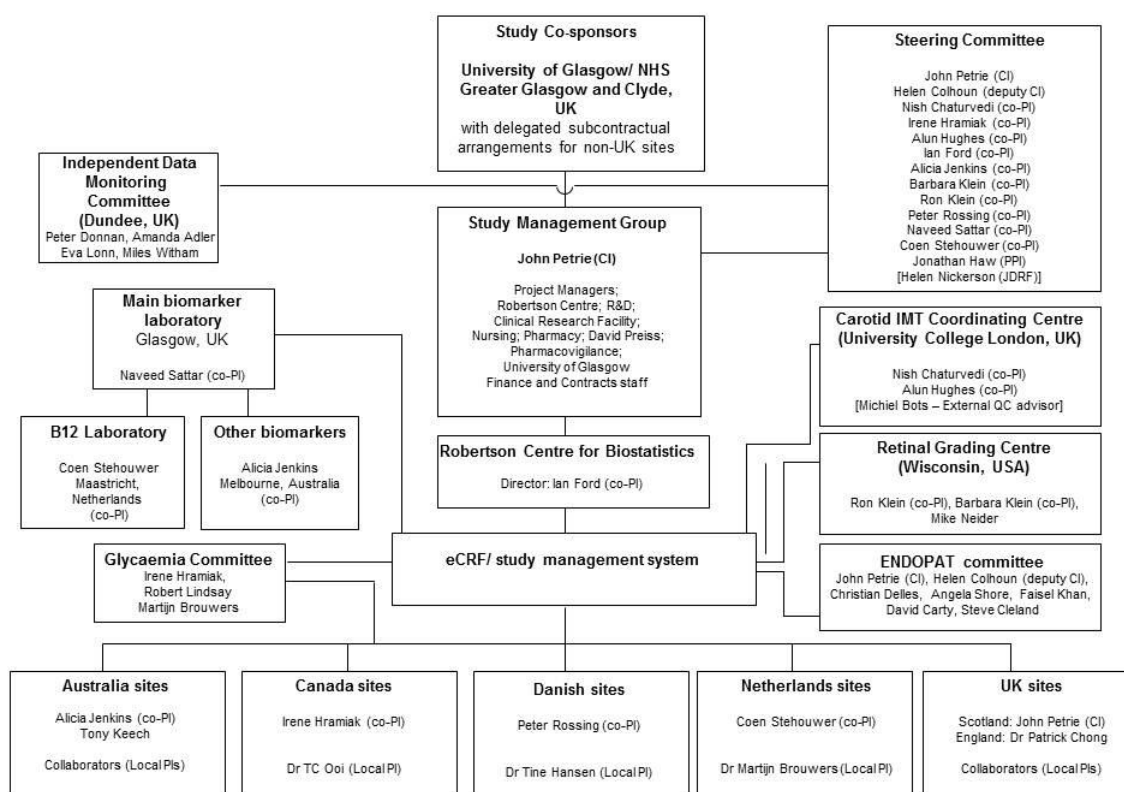 Study Co-sponsors
University of Glasgow/ NHS
Greater Glasgow and Clyde,
UK
with delegated subcontractual
arrangements for non-UK sites
Steering Committee
John Petrie (CI)
Helen Colhoun (deputy CI)
Nish Chaturvedi (co-PI)
Irene Hramiak (co-PI)
Alun Hughes (co-PI)
Ian Ford (co-PI)
Alicia Jenkins (co-PI)
Barbara Klein (co-PI)
Ron Klein (co-PI)
Peter Rossing (co-PI)
Naveed Sattar (co-PI)
Coen Stehouwer (co-PI)
Jonathan Haw (PPI)
[Helen Nickerson (JDRF)]
Independent Data
Monitoring
Committee
(Dundee, UK)
Peter Donnan, Amanda Adler
Eva Lonn, Miles Witham
Study Management Group
John Petrie (CI)
Project Managers;
Robertson Centre; R&D;
Clinical Research Facility;
Nursing; Pharmacy; David Preiss;
Pharmacovigilance;
University of Glasgow
Finance and Contracts staff
Main biomarker
laboratory
Glasgow, UK
Naveed Sattar (co-PI)
Carotid IMT Coordinating Centre
(University College London, UK)
Nish Chaturvedi (co-PI)
Alun Hughes (co-PI)
[Michiel Bots – External QC advisor]
B12 Laboratory
Coen Stehouwer
Maastricht,
Netherlands
(co-PI)
Other biomarkers
Alicia Jenkins
Melbourne, Australia
(co-PI)
Robertson Centre for Biostatistics
Director: Ian Ford (co-PI)
Retinal Grading Centre
(Wisconsin, USA)
Ron Klein (co-PI), Barbara Klein (co-PI),
Mike Neider
Glycaemia Committee
Irene Hramiak,
Robert Lindsay
Martijn Brouwers
eCRF/ study management system
ENDOPAT committee
John Petrie (CI), Helen Colhoun (deputy CI),
Christian Delles, Angela Shore, Faisel Khan,
David Carty, Steve Cleland
Australia sites
Alicia Jenkins (co-PI)
Tony Keech
Collaborators (Local PIs)
Canada sites
Irene Hramiak (co-PI)
Dr TC Ooi (Local PI)
Danish sites
Peter Rossing (co-PI)
Dr Tine Hansen (Local PI)
Netherlands sites
Coen Stehouwer (co-PI)
Dr Martijn Brouwers (Local PI)
UK sites
Scotland: John Petrie (CI)
England: Dr Patrick Chong
Collaborators (Local PIs)